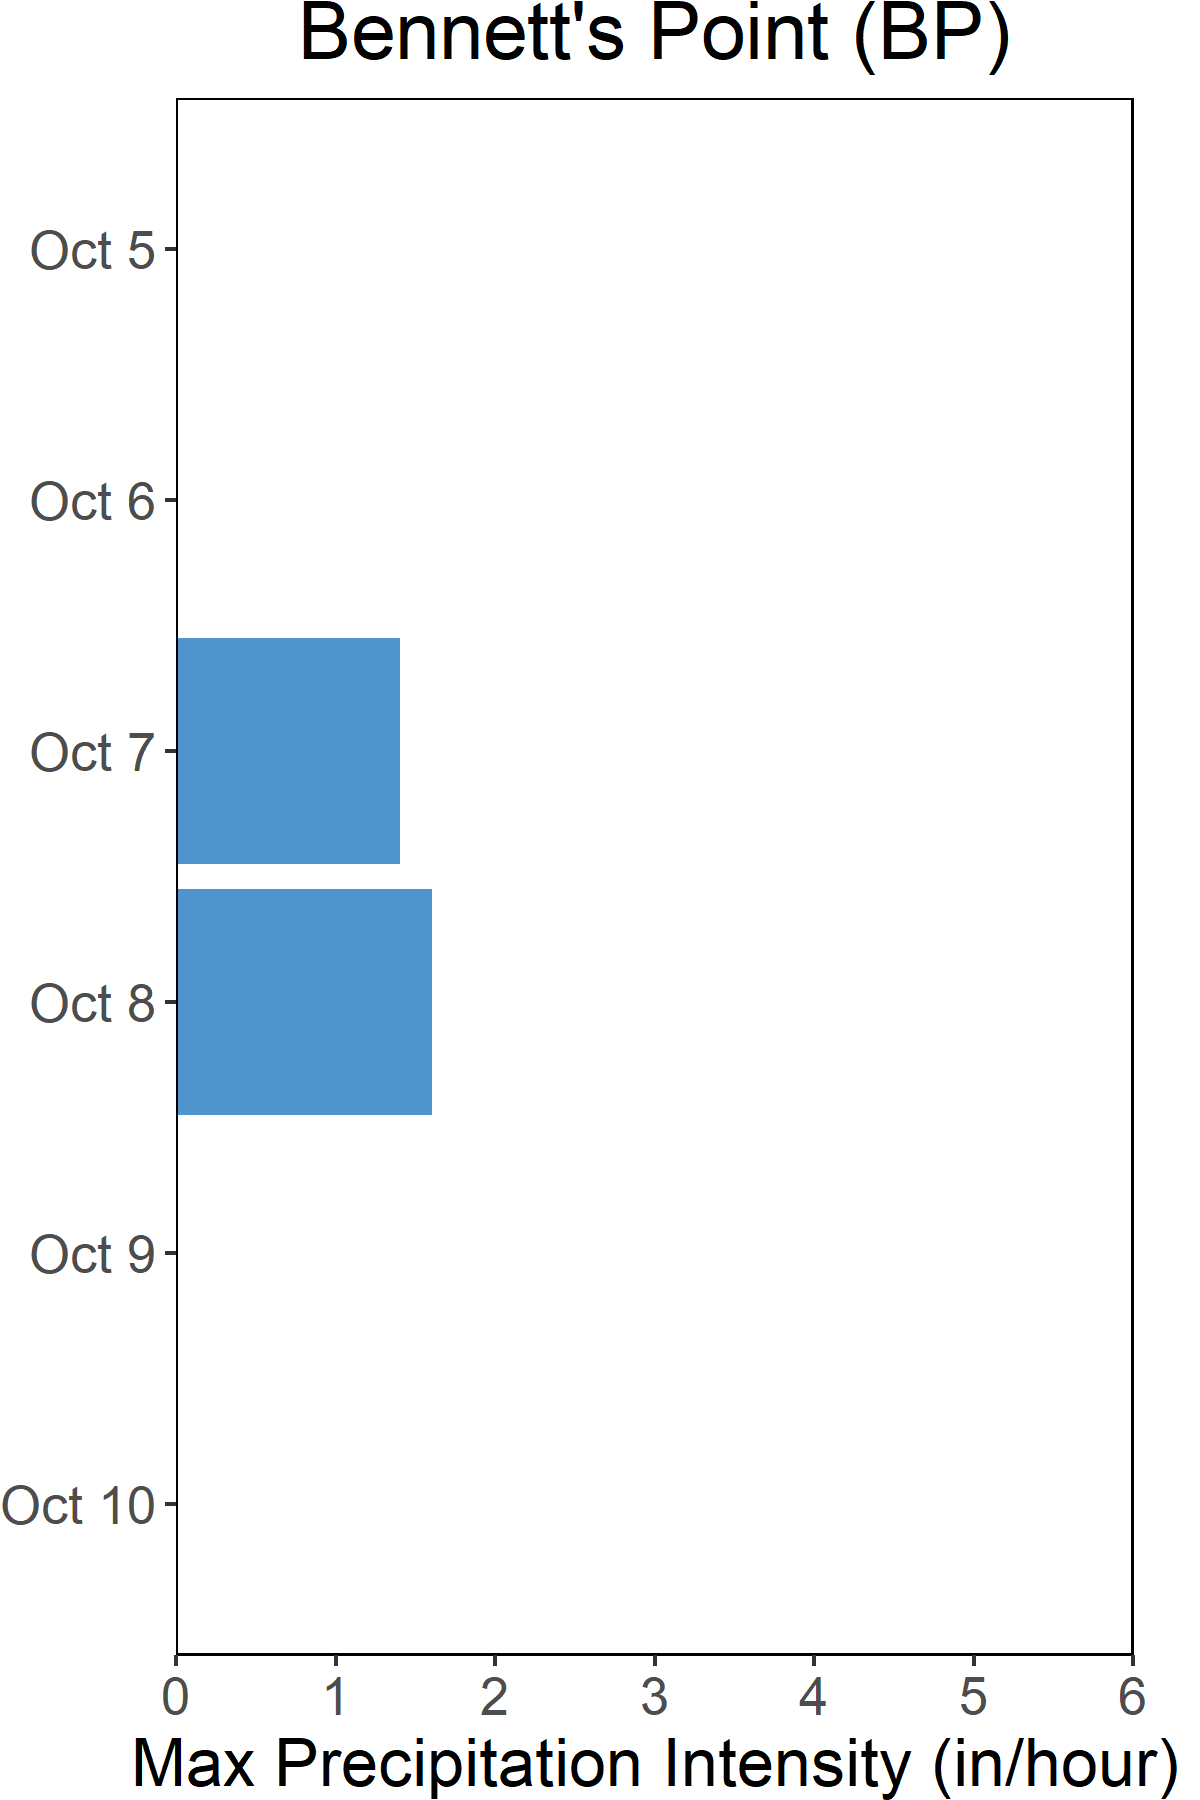 Bennett's Point (BP)
Oct 5
Oct 6
Oct 7
Oct 8
Oct 9
Oct 10
0 1 2 3 4 5 6
Max Precipitation Intensity (in/hour)